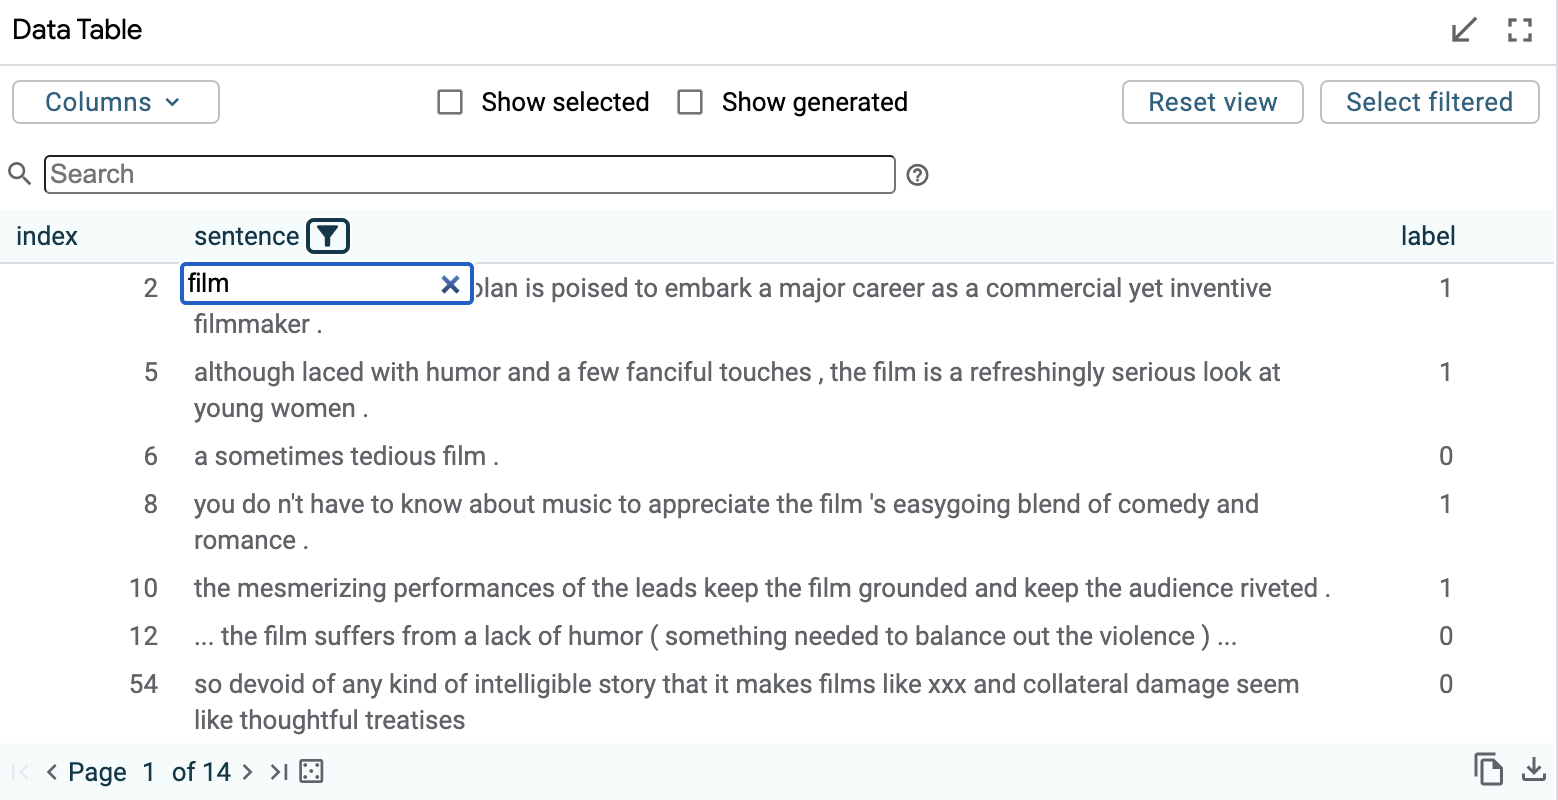 Data Table
Columns
Show selected
Show generated
Reset view
Select filtered
Search
index
sentence
label
2
film
is poised to embark a major career as a commercial yet inventive
1
filmmaker .
5
although laced with humor and a few fanciful touches , the film is a refreshingly serious look at
1
young women .
6
a sometimes tedious film .
0
8
you do n't have to know about music to appreciate the film 's easygoing blend of comedy and
1
romance .
10
the mesmerizing performances of the leads keep the film grounded and keep the audience riveted .
1
12
... the film suffers from a lack of humor ( something needed to balance out the violence ) ...
0
54
so devoid of any kind of intelligible story that it makes films like xxx and collateral damage seem
0
like thoughtful treatises
Page 1 of 14